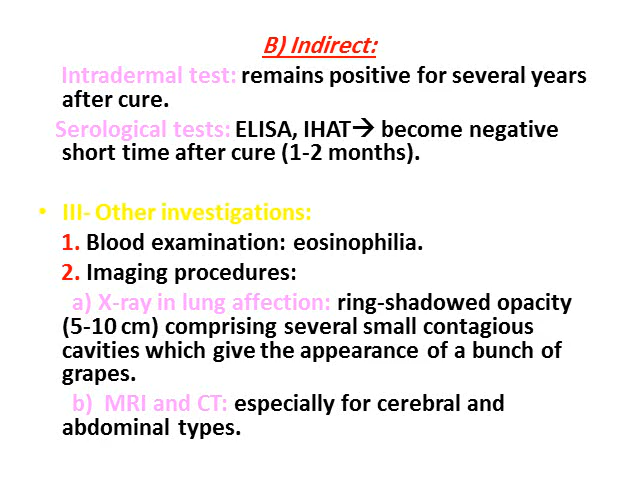 B) Indirect:
Intradermal test: remains positive for several years
after cure.
Serological tests: ELISA, IHAT→ become negative
short time after cure (1-2 months).
• III- Other investigations:
1. Blood examination: eosinophilia.
2. Imaging procedures:
a) X-ray in lung affection: ring-shadowed opacity
(5-10 cm) comprising several small contagious
cavities which give the appearance of a bunch of
grapes.
b) MRI and CT: especially for cerebral and
abdominal types.